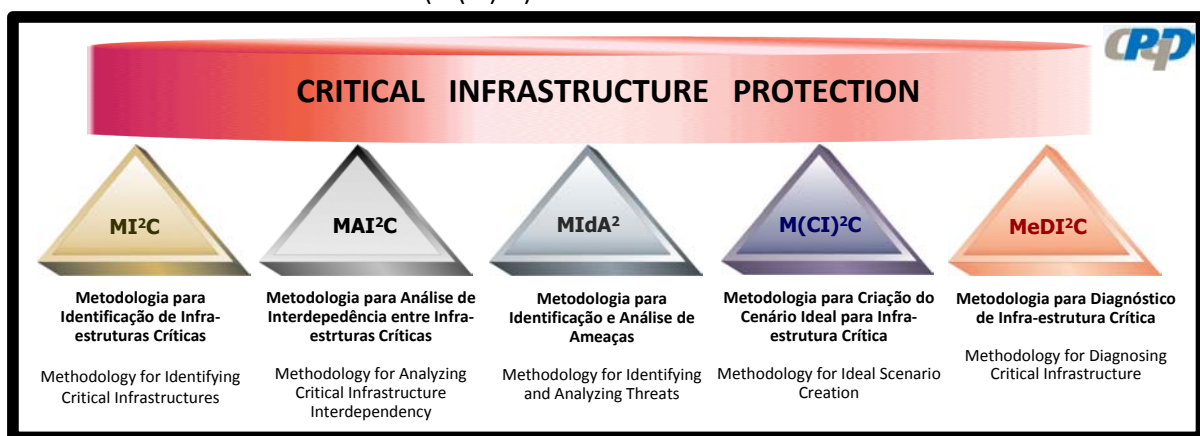 CPqD
CRITICAL INFRASTRUCTURE PROTECTION
MI²C
MAI²C
MIdA²
M(CI)²C
MeDI²C
Metodologia para
Identificação de Infra-
estruturas Críticas
Methodology for Identifying
Critical Infrastructures
Metodologia para Análise de
Interdepedência entre Infra-
estrturas Críticas
Methodology for Analyzing
Critical Infrastructure
Interdependency
Metodologia para
Identificação e Análise de
Ameaças
Methodology for Identifying
and Analyzing Threats
Metodologia para Criação do
Cenário Ideal para Infra-
estrutura Crítica
Methodology for Ideal Scenario
Creation
Metodologia para Diagnóstico
de Infra-estrutura Crítica
Methodology for Diagnosing
Critical Infrastructure